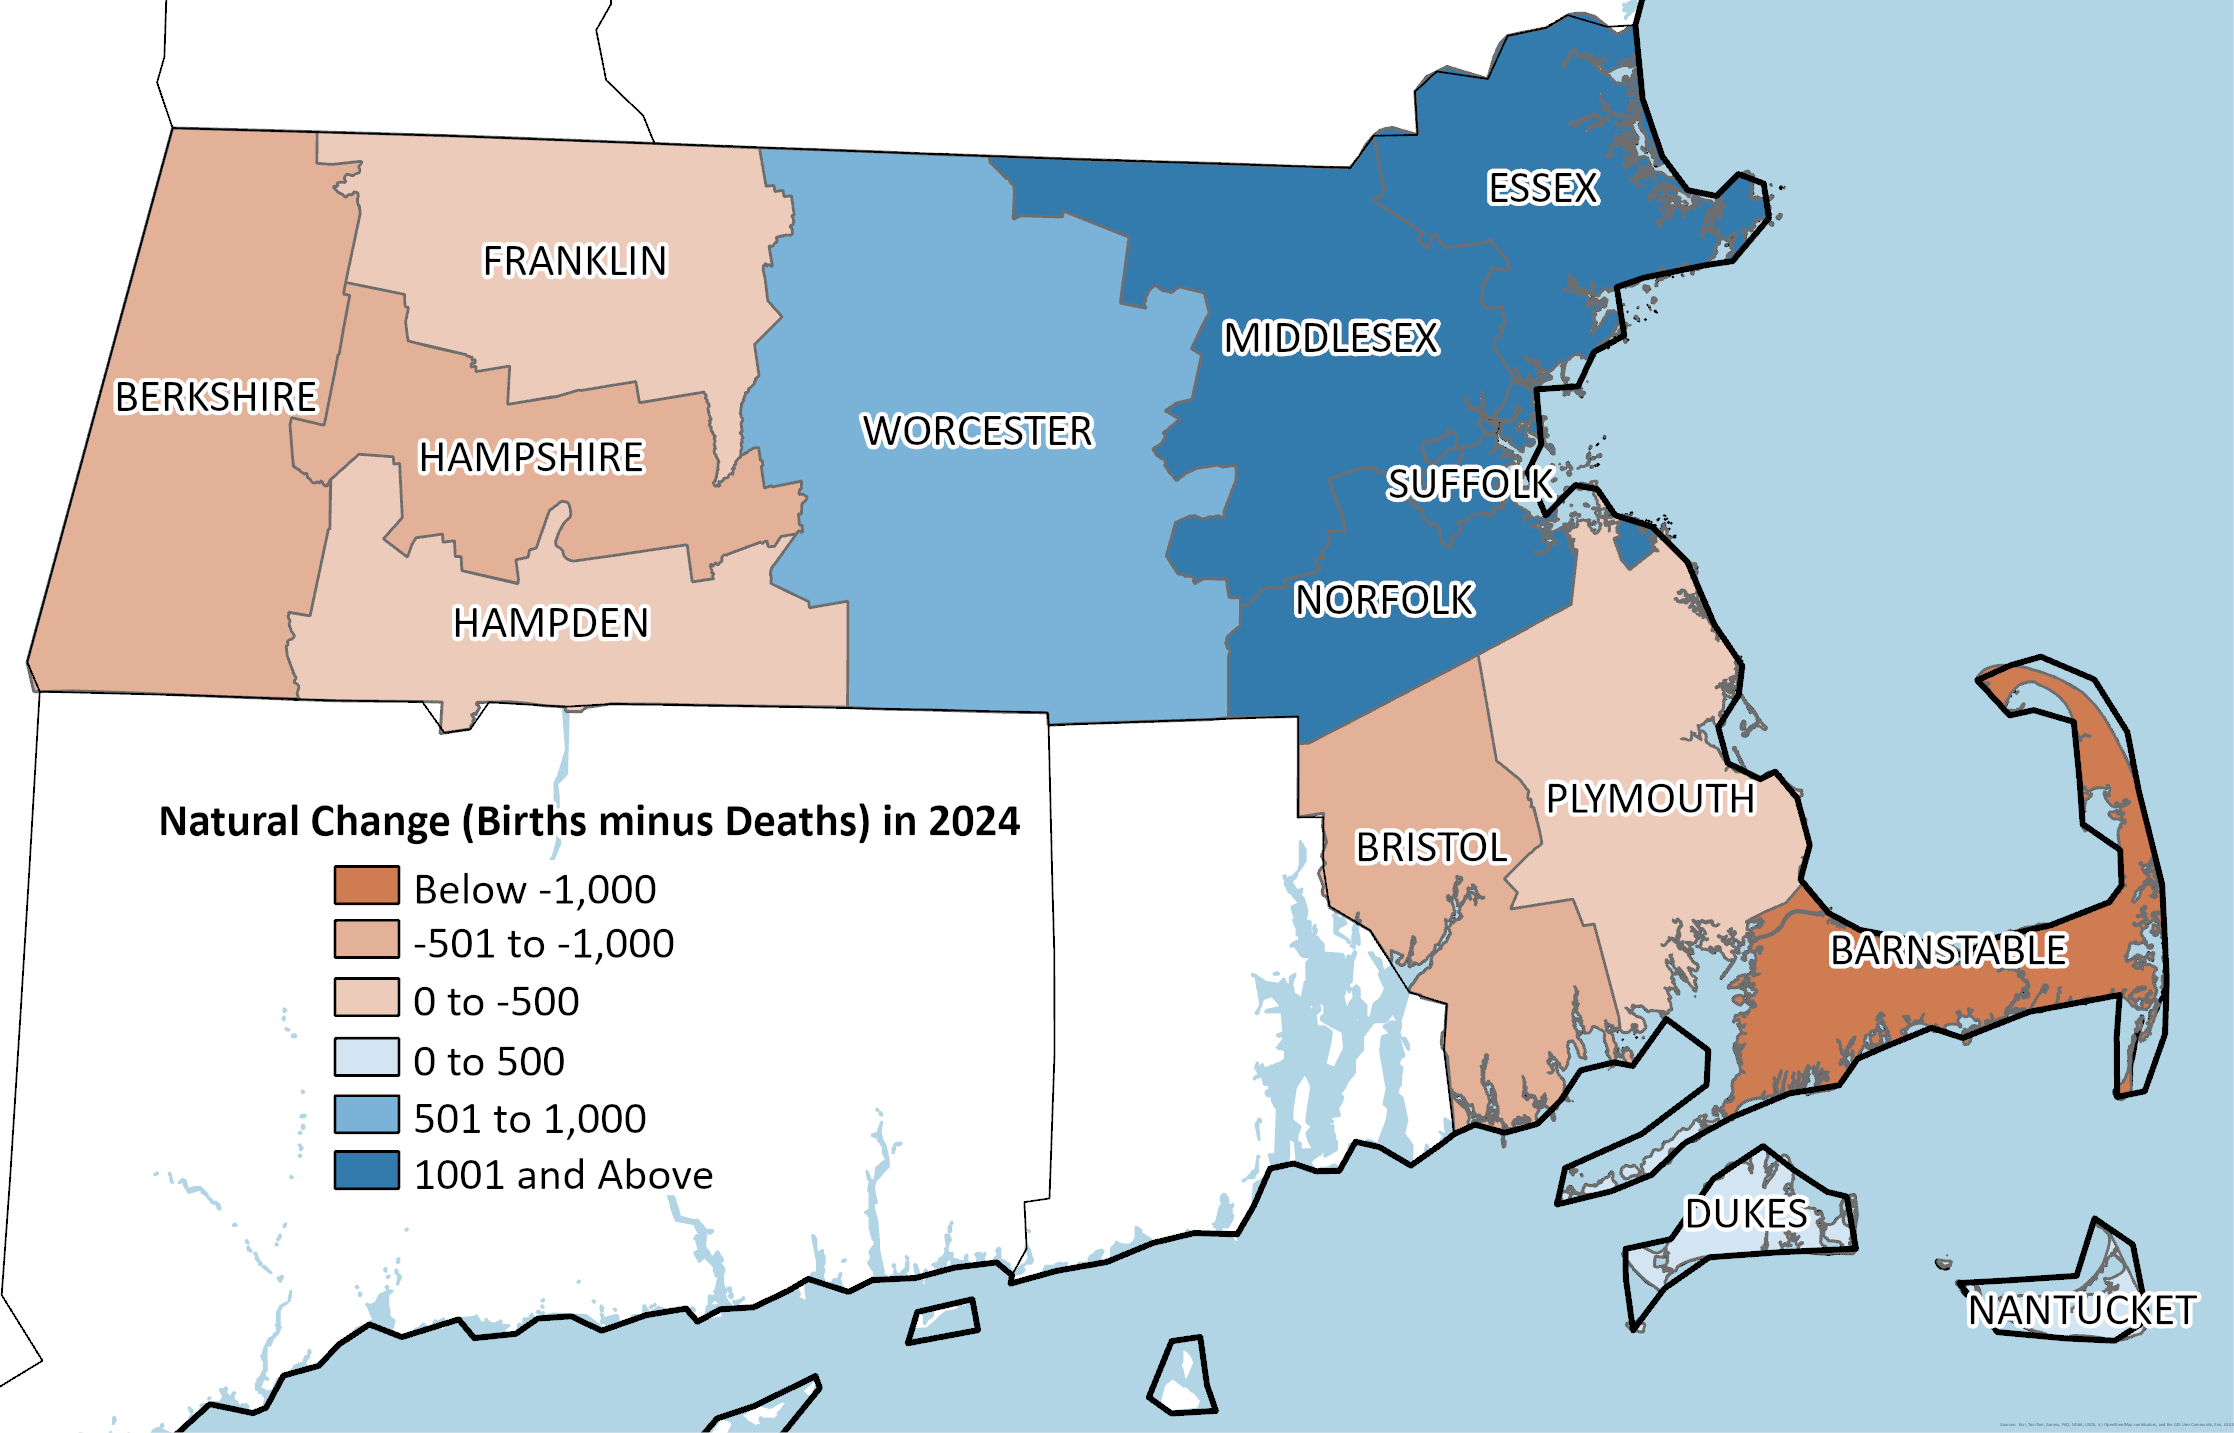 ESSEX
FRANKLIN
MIDDLESEX
BERKSHIRE
WORCESTER
HAMPSHIRE
SUFFOLK
NORFOLK
HAMPDEN
PLYMOUTH
BRISTOL
BARNSTABLE
DUKES
NANTUCKET
Natural Change (Births minus Deaths) in 2024
Below -1,000
-501 to -1,000
0 to -500
0 to 500
501 to 1,000
1001 and Above